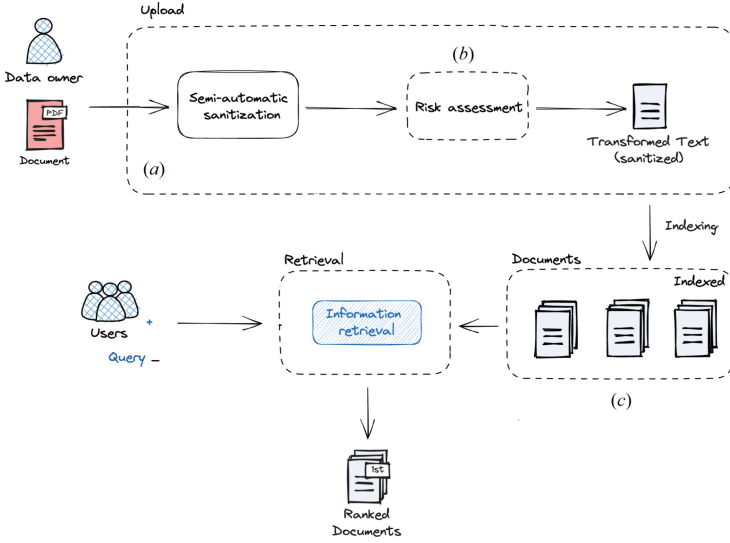 Upload
(b)
Data owner
PDF
Document
Semi-automatic
sanitization
Risk assessment
Transformed Text
(sanitized)
(a)
Indexing
Retrieval
Documents
Indexed
Information
retrieval
Users
+
Query
(c)
1st
Ranked
Documents